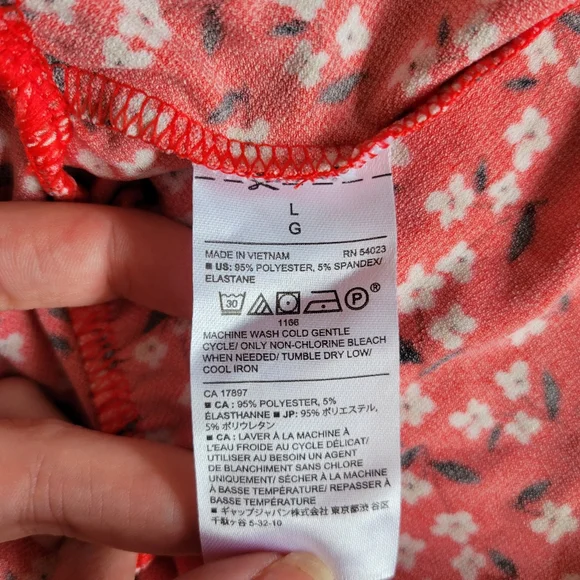 L
G
MADE IN VIETNAM RN 54023
■ US: 95% POLYESTER, 5% SPANDEX/
ELASTANE
30 P ®
1156
MACHINE WASH COLD GENTLE
CYCLE/ ONLY NON-CHLORINE BLEACH
WHEN NEEDED/ TUMBLE DRY LOW/
COOL IRON
CA 17897
■ CA : 95% POLYESTER, 5%
ÉLASTHANNE ■ JP: 95% ポリエステル,
5% ポリウレタン
■ CA : LAVER À LA MACHINE À
L'EAU FROIDE AU CYCLE DÉLICAT/
UTILISER AU BESOIN UN AGENT
DE BLANCHIMENT SANS CHLORE
UNIQUEMENT/ SÉCHER À LA MACHINE
À BASSE TEMPÉRATURE/ REPASSER À
BASSE TEMPÉRATURE
■ ギャップジャパン株式会社 東京都渋谷区
千駄ヶ谷 5-32-10